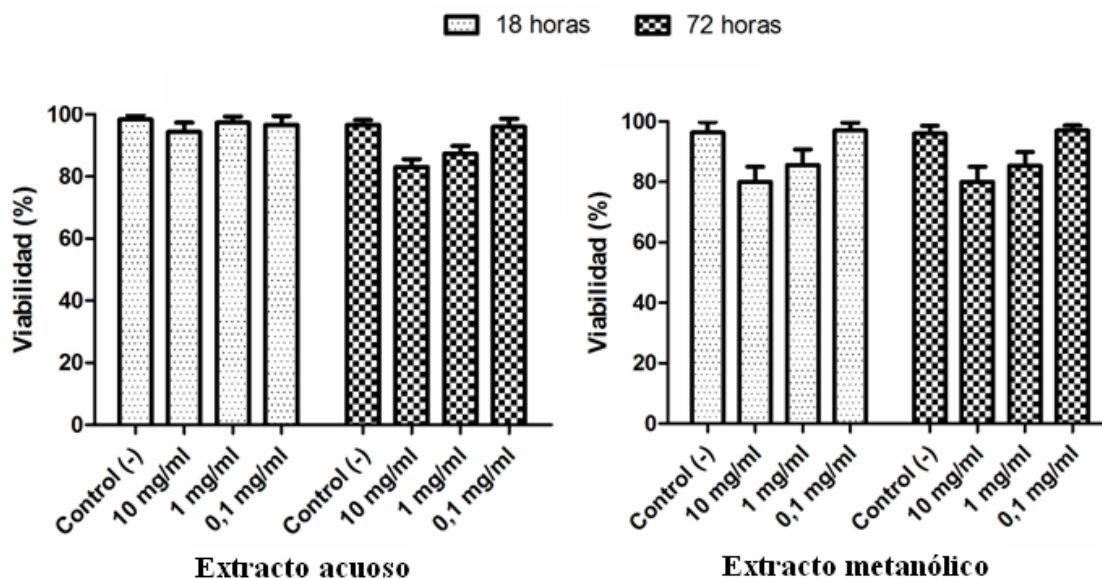 18 horas 72 horas
Viabilidad (%)
100
80
60
40
20
0
Control (-)
10 mg/ml
1 mg/ml
0,1 mg/ml
Control (-)
10 mg/ml
1 mg/ml
0,1 mg/ml
Extracto acuoso
Viabilidad (%)
100
80
60
40
20
0
Control (-)
10 mg/ml
1 mg/ml
0,1 mg/ml
Control (-)
10 mg/ml
1 mg/ml
0,1 mg/ml
Extracto metanólico